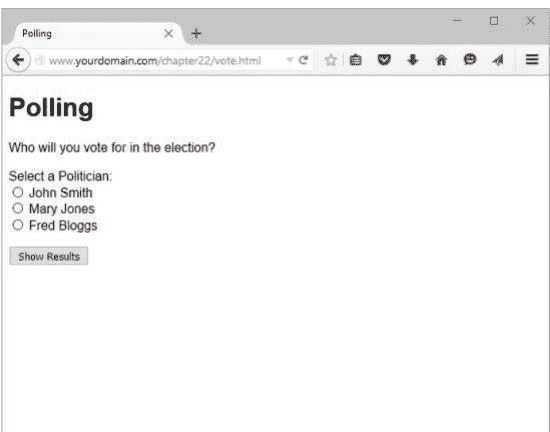 Polling
www.yourdomain.com/chapter22/vote.html
Polling
Who will you vote for in the election?
Select a Politician:
John Smith
Mary Jones
Fred Bloggs
Show Results